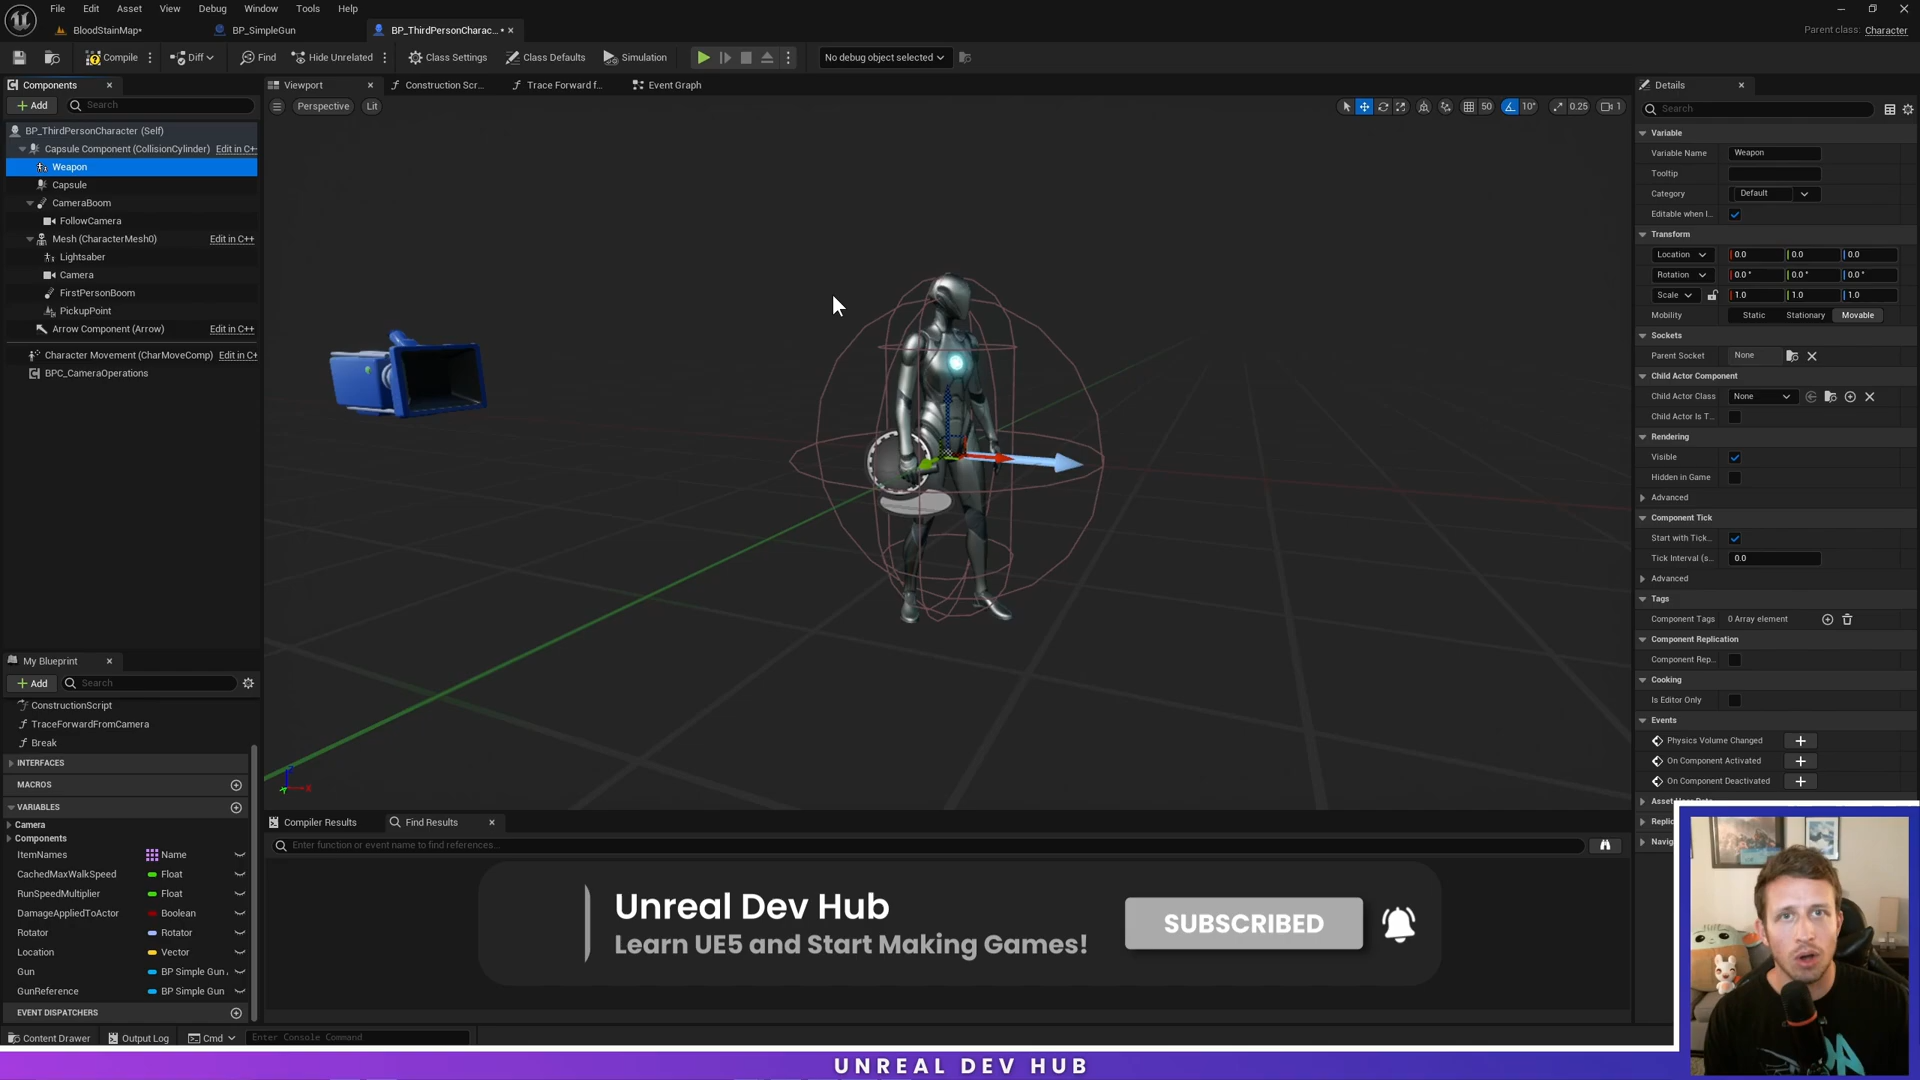 File Edit Asset View Debug Window Tools Help
BloodStainMap*
BP_SimpleGun
BP_ThirdPersonCharac... •
Parent class: Character
Compile
Diff
Find
Hide Unrelated
Class Settings
Class Defaults
Simulation
No debug object selected
Components
Viewport
Construction Scr...
Trace Forward f...
Event Graph
Details
Add
Search
Perspective
Lit
50
10°
0.25
1
Search
BP_ThirdPersonCharacter (Self)
Capsule Component (CollisionCylinder) Edit in C++
Weapon
Capsule
CameraBoom
FollowCamera
Mesh (CharacterMesh0) Edit in C++
Lightsaber
Camera
FirstPersonBoom
PickupPoint
Arrow Component (Arrow) Edit in C++
Character Movement (CharMoveComp) Edit in C++
BPC_CameraOperations
Variable
Variable Name Weapon
Tooltip
Category Default
Editable when I...
Transform
Location 0.0 0.0 0.0
Rotation 0.0 ° 0.0 ° 0.0 °
Scale 1.0 1.0 1.0
Mobility Static Stationary Movable
Sockets
Parent Socket None
Child Actor Component
Child Actor Class None
Child Actor Is T...
Rendering
Visible
Hidden in Game
Advanced
Component Tick
Start with Tick...
Tick Interval (s... 0.0
Advanced
Tags
Component Tags 0 Array element
Component Replication
Component Rep...
Cooking
Is Editor Only
Events
Physics Volume Changed
On Component Activated
On Component Deactivated
X
My Blueprint
Add
Search
ConstructionScript
TraceForwardFromCamera
Break
INTERFACES
MACROS
VARIABLES
Camera
Components
ItemNames Name
CachedMaxWalkSpeed Float
RunSpeedMultiplier Float
DamageAppliedToActor Boolean
Rotator Rotator
Location Vector
Gun BP Simple Gun
GunReference BP Simple Gun
EVENT DISPATCHERS
Compiler Results
Find Results
Enter function or event name to find references...
Unreal Dev Hub
Learn UE5 and Start Making Games!
SUBSCRIBED
Content Drawer
Output Log
Cmd
Enter Console Command
UNREAL DEV HUB